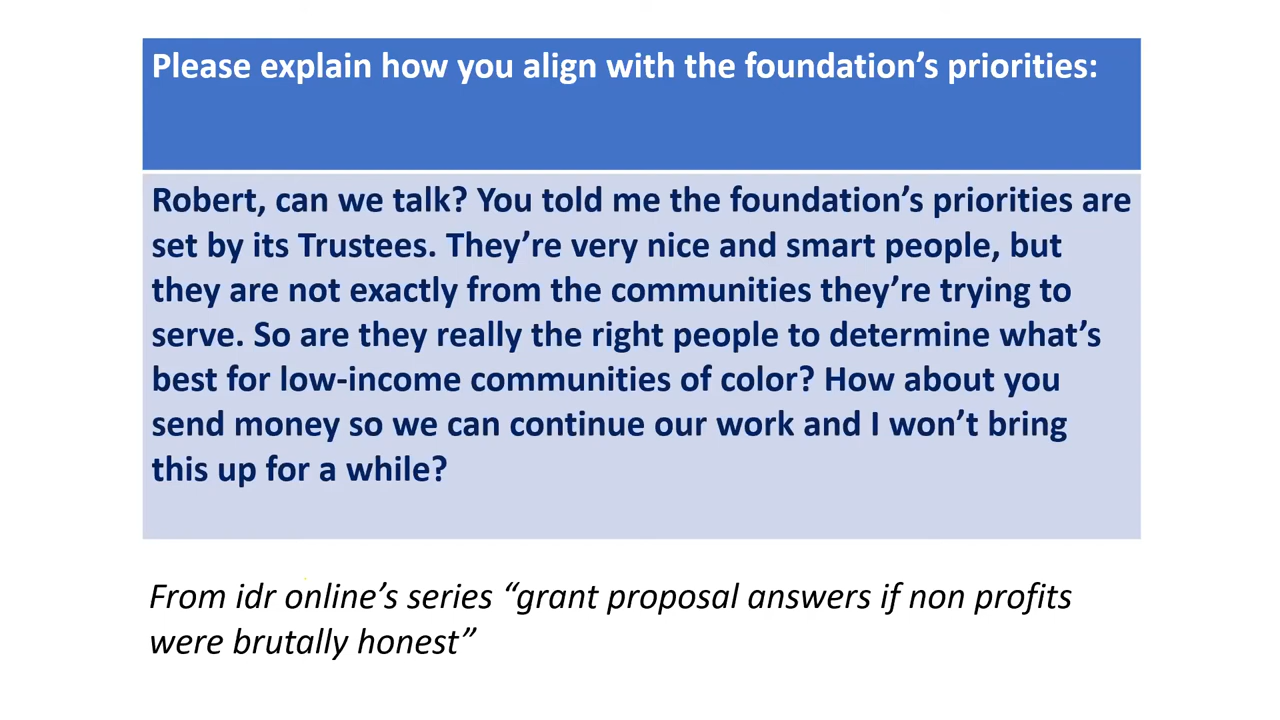 Please explain how you align with the foundation’s priorities:
Robert, can we talk? You told me the foundation’s priorities are
set by its Trustees. They’re very nice and smart people, but
they are not exactly from the communities they’re trying to
serve. So are they really the right people to determine what’s
best for low-income communities of color? How about you
send money so we can continue our work and I won’t bring
this up for a while?
From idr online’s series “grant proposal answers if non profits
were brutally honest”